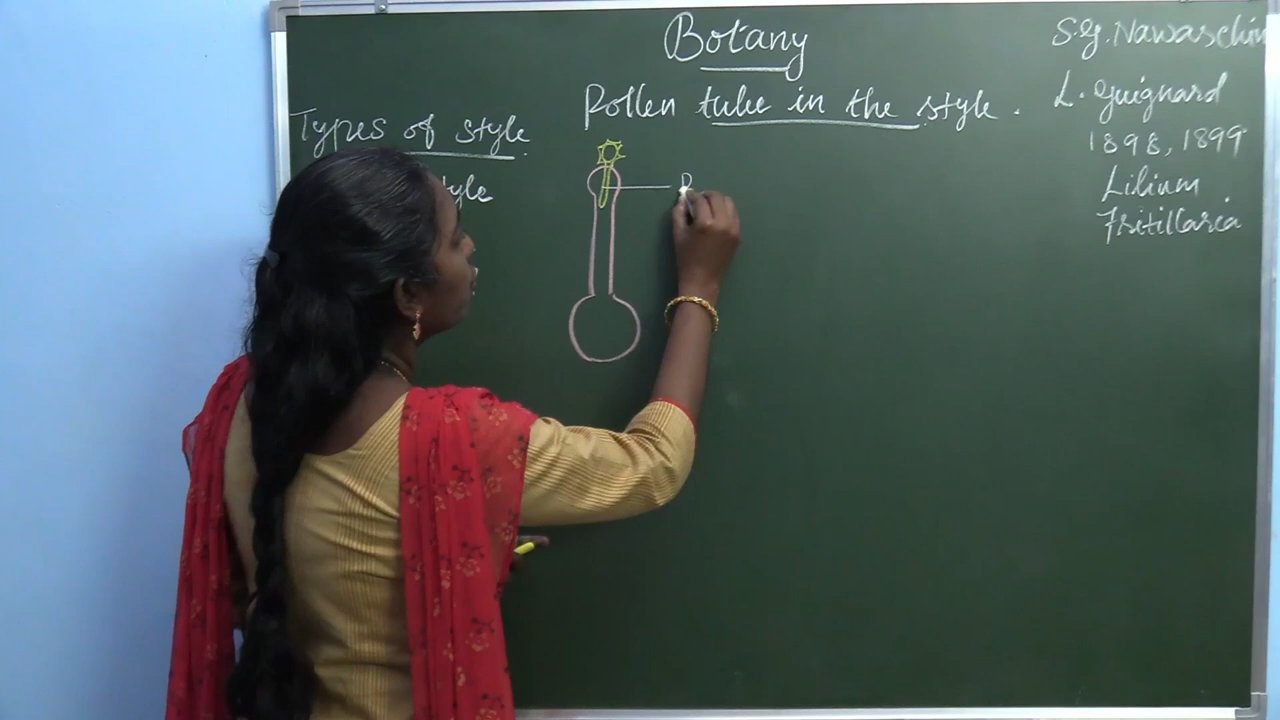 Botany
Pollen tube in the style.
Types of style
S.G. Nawaschin
L. Guignard
1898, 1899
Lilium
Fritillaria
P